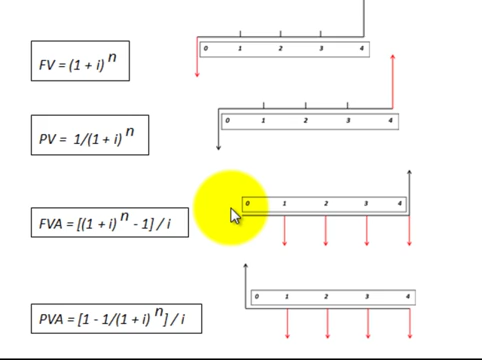 FV = (1 + i) n
0 1 2 3 4
PV = 1/(1 + i) n
0 1 2 3 4
FVA = [(1 + i) n - 1] / i
0 1 2 3 4
PVA = [1 - 1/(1 + i) n ] / i
0 1 2 3 4